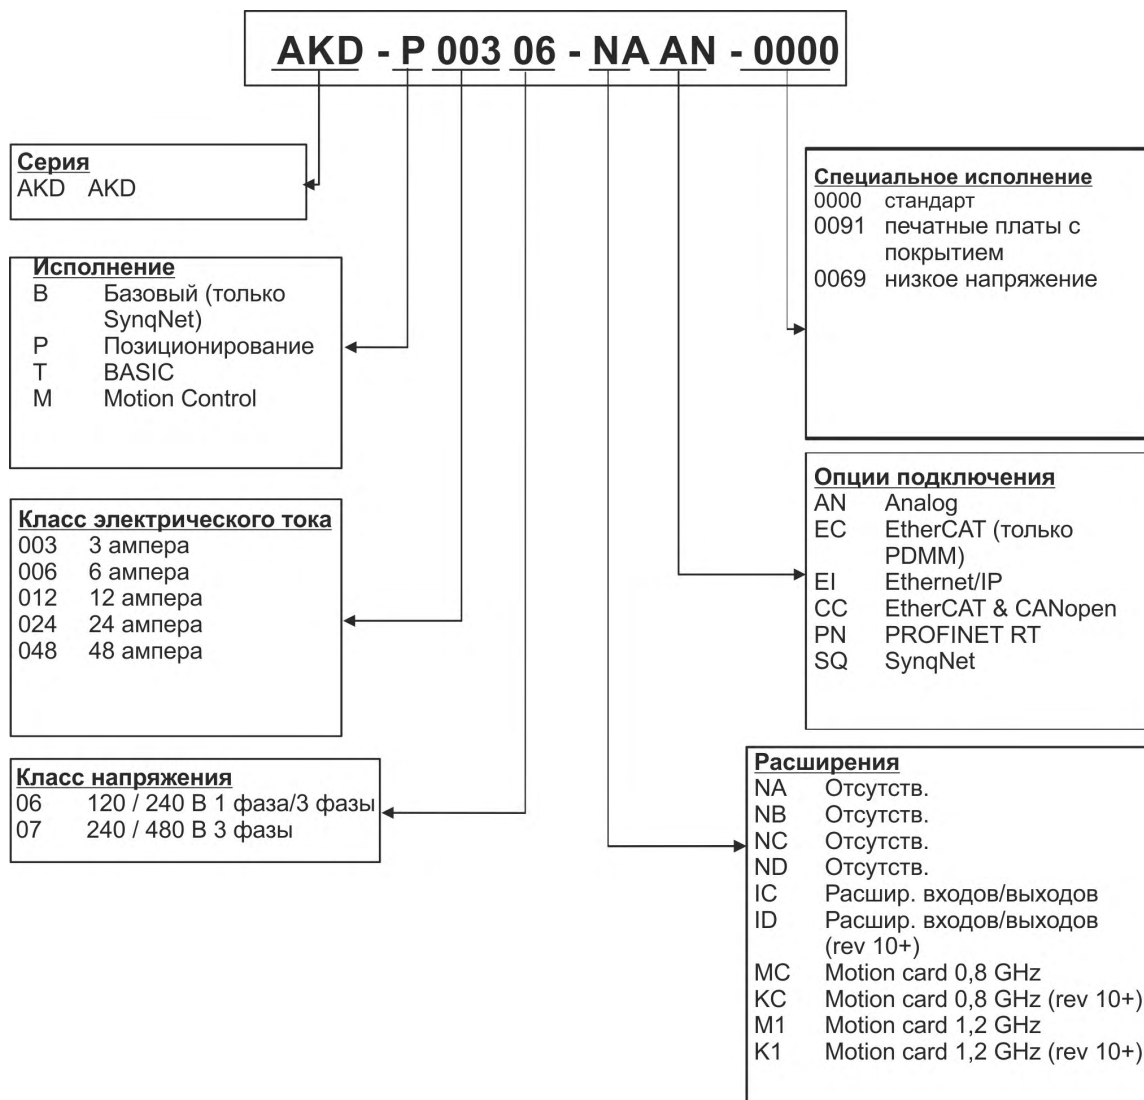 AKD - P 003 06 - NA AN - 0000
Серия
AKD AKD
Исполнение
B Базовый (только
SynqNet)
P Позиционирование
T BASIC
M Motion Control
Класс электрического тока
003 3 ампера
006 6 ампера
012 12 ампера
024 24 ампера
048 48 ампера
Класс напряжения
06 120 / 240 В 1 фаза/3 фазы
07 240 / 480 В 3 фазы
Специальное исполнение
0000 стандарт
0091 печатные платы с
покрытием
0069 низкое напряжение
Опции подключения
AN Analog
EC EtherCAT (только
PDMM)
EI Ethernet/IP
CC EtherCAT & CANopen
PN PROFINET RT
SQ SynqNet
Расширения
NA Отсутств.
NB Отсутств.
NC Отсутств.
ND Отсутств.
IC Расшир. входов/выходов
ID Расшир. входов/выходов
(rev 10+)
MC Motion card 0,8 GHz
KC Motion card 0,8 GHz (rev 10+)
M1 Motion card 1,2 GHz
K1 Motion card 1,2 GHz (rev 10+)